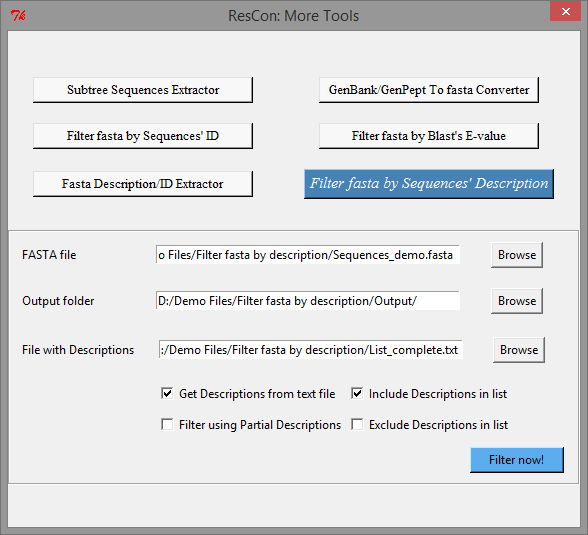 ResCon: More Tools
Subtree Sequences Extractor
GenBank/GenPept To fasta Converter
Filter fasta by Sequences' ID
Filter fasta by Blast's E-value
Fasta Description/ID Extractor
Filter fasta by Sequences' Description
FASTA file
o Files/Filter fasta by description/Sequences_demo.fasta
Browse
Output folder
D:/Demo Files/Filter fasta by description/Output/
Browse
File with Descriptions
:/Demo Files/Filter fasta by description/List_complete.txt
Browse
Get Descriptions from text file
Include Descriptions in list
Filter using Partial Descriptions
Exclude Descriptions in list
Filter now!